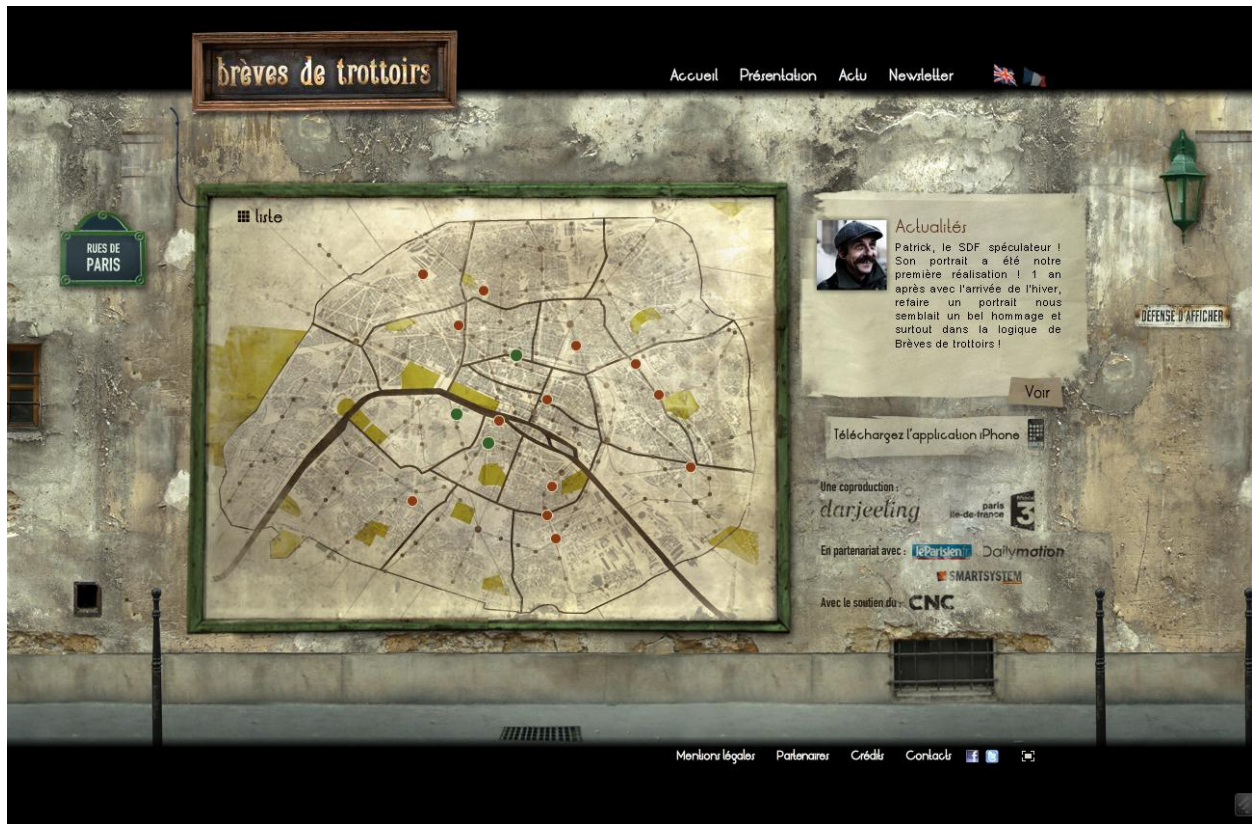 brèves de trottoirs
Accueil Présentation Actu Newsletter
liste
RUES DE
PARIS
Actualités
Patrick, le SDF spéculateur !
Son portrait a été notre
première réalisation ! 1 an
après avec l'arrivée de l'hiver,
refaire un portrait nous
semblait un bel hommage et
surtout dans la logique de
Brèves de trottoirs !
Voir
DÉFENSE D'AFFICHER
Téléchargez l'application iPhone
Une coproduction :
darjeeling
paris
île-de-france
3
En partenariat avec :
leParisien.fr
Dailymotion
SMARTSYSTEM
Avec le soutien du :
CNC
Mentions légales Partenaires Crédits Contacts